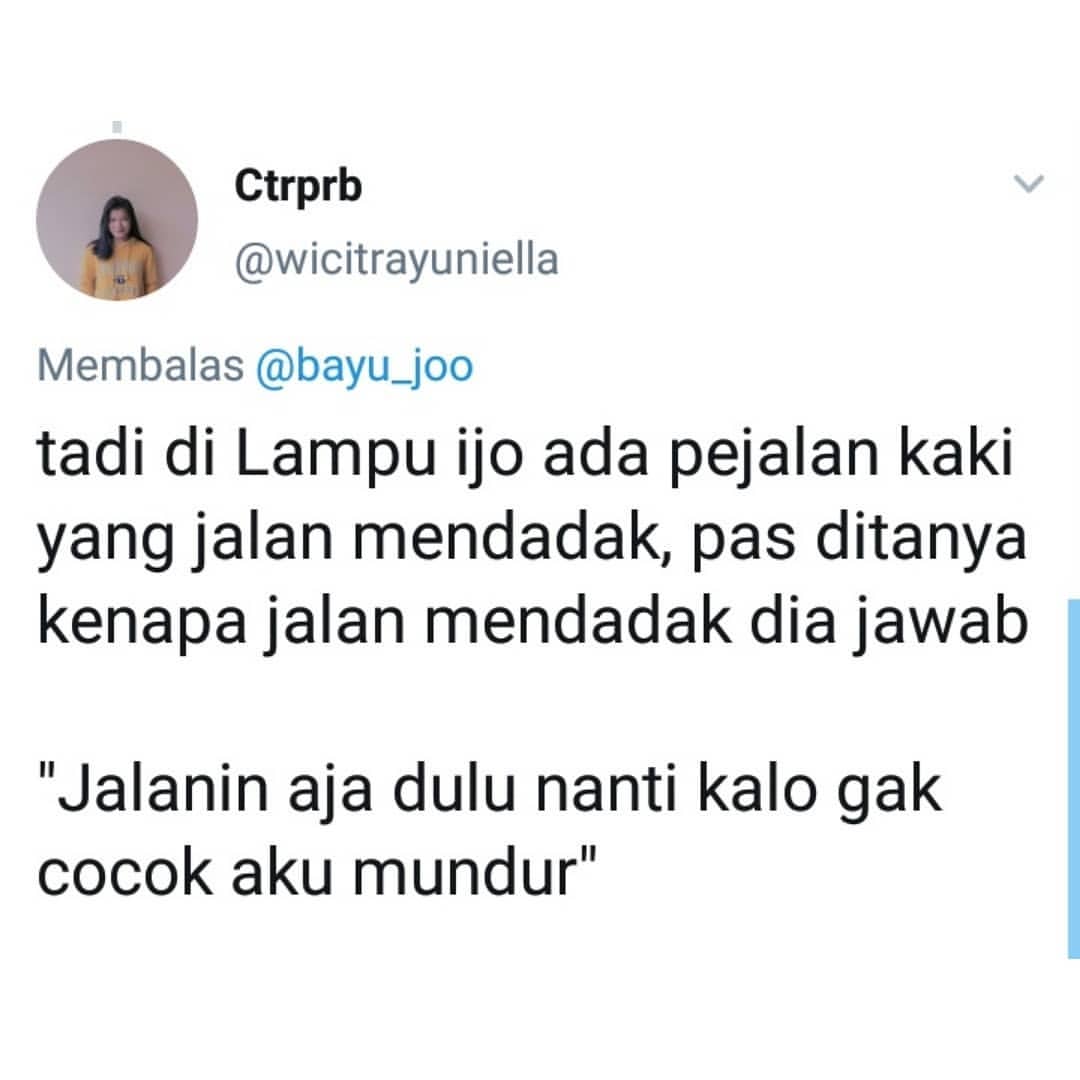 Ctrprb
@wicitrayuniella
Membalas @bayu_joo
tadi di Lampu ijo ada pejalan kaki
yang jalan mendadak, pas ditanya
kenapa jalan mendadak dia jawab
"Jalanin aja dulu nanti kalo gak
cocok aku mundur"